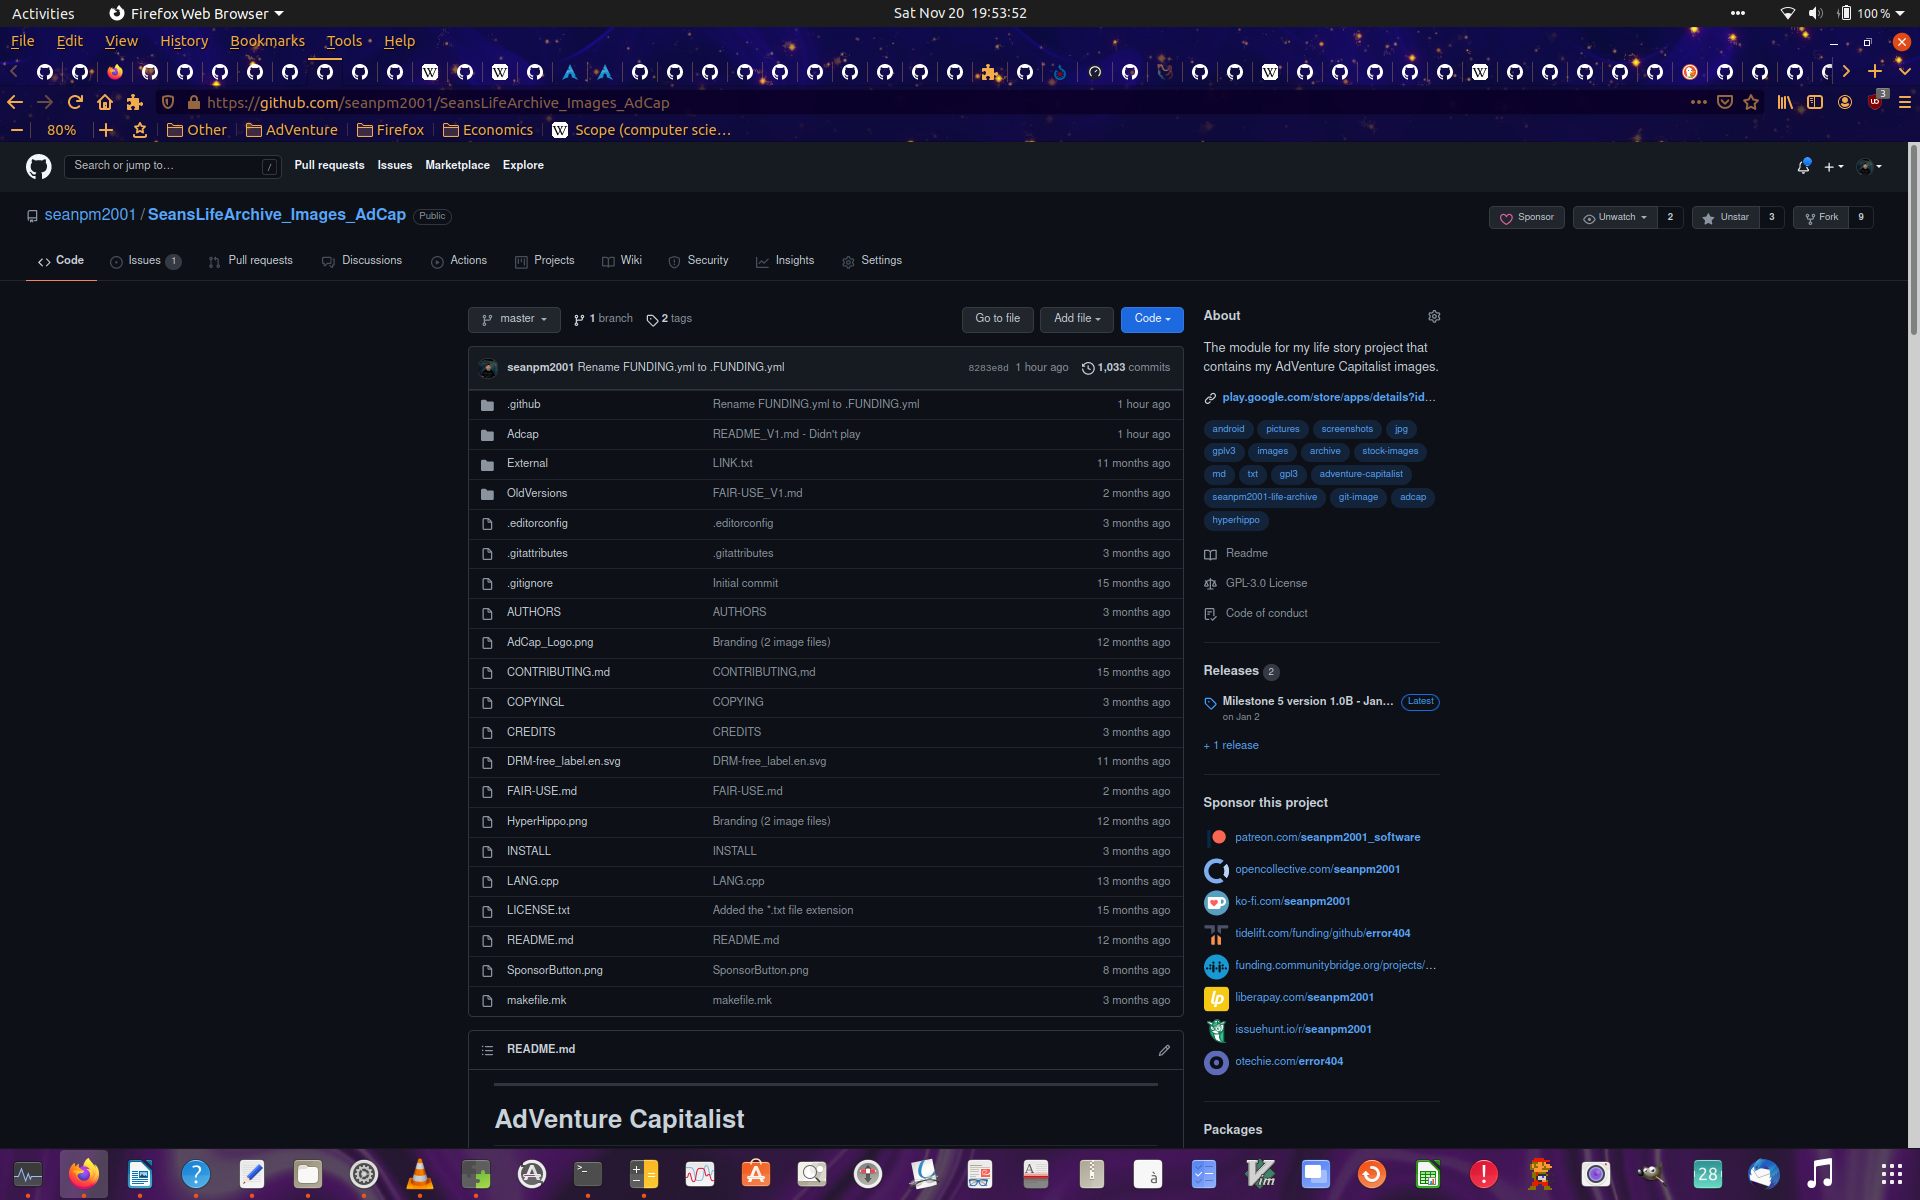 Activities
Firefox Web Browser
Sat Nov 20  19:53:52
100 %
File Edit View History Bookmarks Tools Help
https://github.com/seanpm2001/SeansLifeArchive_Images_AdCap
3
80%
Other
AdVenture
Firefox
Economics
Scope (computer scie…
Search or jump to…
/
Pull requests Issues Marketplace Explore
seanpm2001 / SeansLifeArchive_Images_AdCap
Public
Sponsor
Unwatch 2
Unstar 3
Fork 9
Code
Issues 1
Pull requests
Discussions
Actions
Projects
Wiki
Security
Insights
Settings
master
1 branch
2 tags
Go to file
Add file
Code
seanpm2001 Rename FUNDING.yml to .FUNDING.yml 8283e8d 1 hour ago 1,033 commits
.github Rename FUNDING.yml to .FUNDING.yml 1 hour ago
Adcap README_V1.md - Didn't play 1 hour ago
External LINK.txt 11 months ago
OldVersions FAIR-USE_V1.md 2 months ago
.editorconfig .editorconfig 3 months ago
.gitattributes .gitattributes 3 months ago
.gitignore Initial commit 15 months ago
AUTHORS AUTHORS 3 months ago
AdCap_Logo.png Branding (2 image files) 12 months ago
CONTRIBUTING.md CONTRIBUTING,md 15 months ago
COPYINGL COPYING 3 months ago
CREDITS CREDITS 3 months ago
DRM-free_label.en.svg DRM-free_label.en.svg 11 months ago
FAIR-USE.md FAIR-USE.md 2 months ago
HyperHippo.png Branding (2 image files) 12 months ago
INSTALL INSTALL 3 months ago
LANG.cpp LANG.cpp 13 months ago
LICENSE.txt Added the *.txt file extension 15 months ago
README.md README.md 12 months ago
SponsorButton.png SponsorButton.png 8 months ago
makefile.mk makefile.mk 3 months ago
README.md
AdVenture Capitalist
About
The module for my life story project that
contains my AdVenture Capitalist images.
play.google.com/store/apps/details?id…
android pictures screenshots jpg
gplv3 images archive stock-images
md txt gpl3 adventure-capitalist
seanpm2001-life-archive git-image adcap
hyperhippo
Readme
GPL-3.0 License
Code of conduct
Releases 2
Milestone 5 version 1.0B - Jan… Latest
on Jan 2
+ 1 release
Sponsor this project
patreon.com/seanpm2001_software
opencollective.com/seanpm2001
ko-fi.com/seanpm2001
tidelift.com/funding/github/error404
funding.communitybridge.org/projects/…
liberapay.com/seanpm2001
issuehunt.io/r/seanpm2001
otechie.com/error404
Packages
28